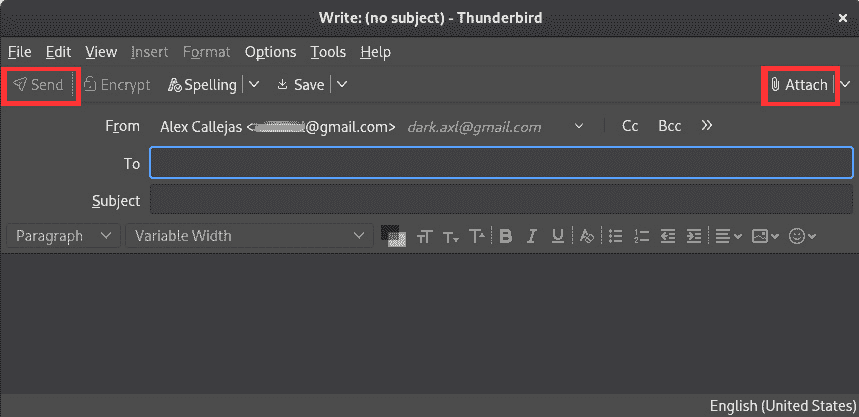 Write: (no subject) - Thunderbird
File Edit View Insert Format Options Tools Help
Send Encrypt Spelling Save Attach
From Alex Callejas < @gmail.com> dark.axl@gmail.com Cc Bcc »
To
Subject
Paragraph Variable Width
English (United States)